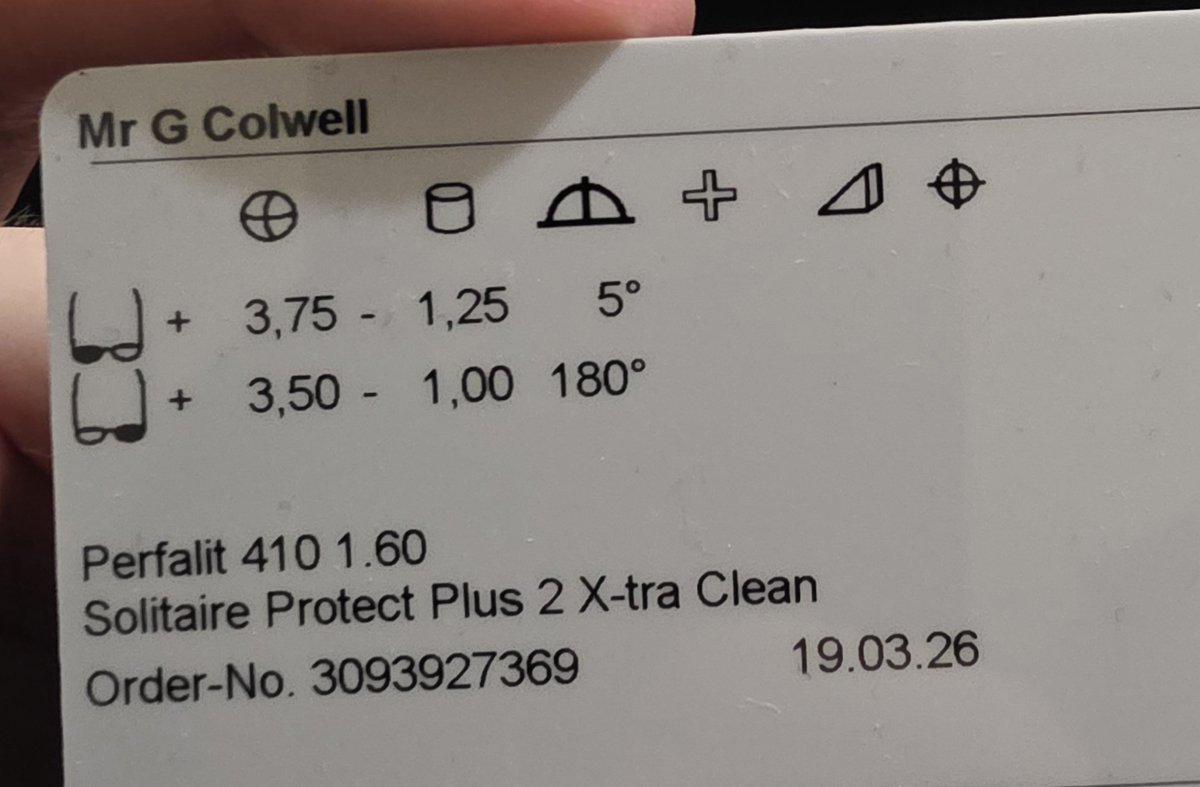 Mr G Colwell
+ 3,75 - 1,25 5°
+ 3,50 - 1,00 180°
Perfalit 410 1.60
Solitaire Protect Plus 2 X-tra Clean
Order-No. 3093927369 19.03.26